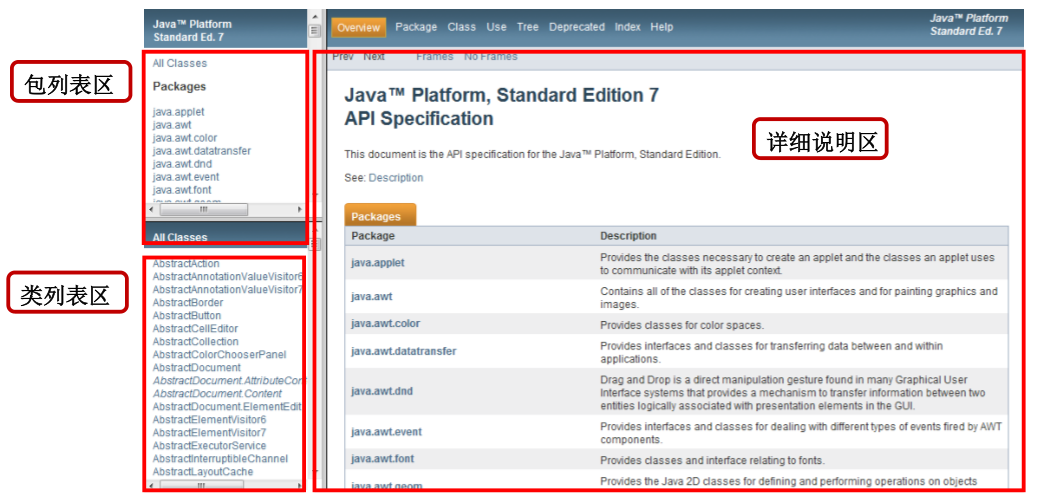 Java™ Platform
Standard Ed. 7
All Classes
Packages
java.applet
java.awt
java.awt.color
java.awt.datatransfer
java.awt.dnd
java.awt.event
java.awt.font
java.awt.geom
包列表区
All Classes
AbstractAction
AbstractAnnotationValueVisitor6
AbstractAnnotationValueVisitor7
AbstractBorder
AbstractButton
AbstractCellEditor
AbstractCollection
AbstractColorChooserPanel
AbstractDocument
AbstractDocument.AttributeCon
AbstractDocument.Content
AbstractDocument.ElementEdit
AbstractElementVisitor6
AbstractElementVisitor7
AbstractExecutorService
AbstractInterruptibleChannel
AbstractLayoutCache
类列表区
Overview Package Class Use Tree Deprecated Index Help
Java™ Platform
Standard Ed. 7
Prev Next Frames No Frames
Java™ Platform, Standard Edition 7
API Specification
详细说明区
This document is the API specification for the Java™ Platform, Standard Edition.
See: Description
Packages
Package Description
java.applet Provides the classes necessary to create an applet and the classes an applet uses
to communicate with its applet context.
java.awt Contains all of the classes for creating user interfaces and for painting graphics and
images.
java.awt.color Provides classes for color spaces.
java.awt.datatransfer Provides interfaces and classes for transferring data between and within
applications.
java.awt.dnd Drag and Drop is a direct manipulation gesture found in many Graphical User
Interface systems that provides a mechanism to transfer information between two
entities logically associated with presentation elements in the GUI.
java.awt.event Provides interfaces and classes for dealing with different types of events fired by AWT
components.
java.awt.font Provides classes and interface relating to fonts.
java.awt.geom Provides the Java 2D classes for defining and performing operations on objects